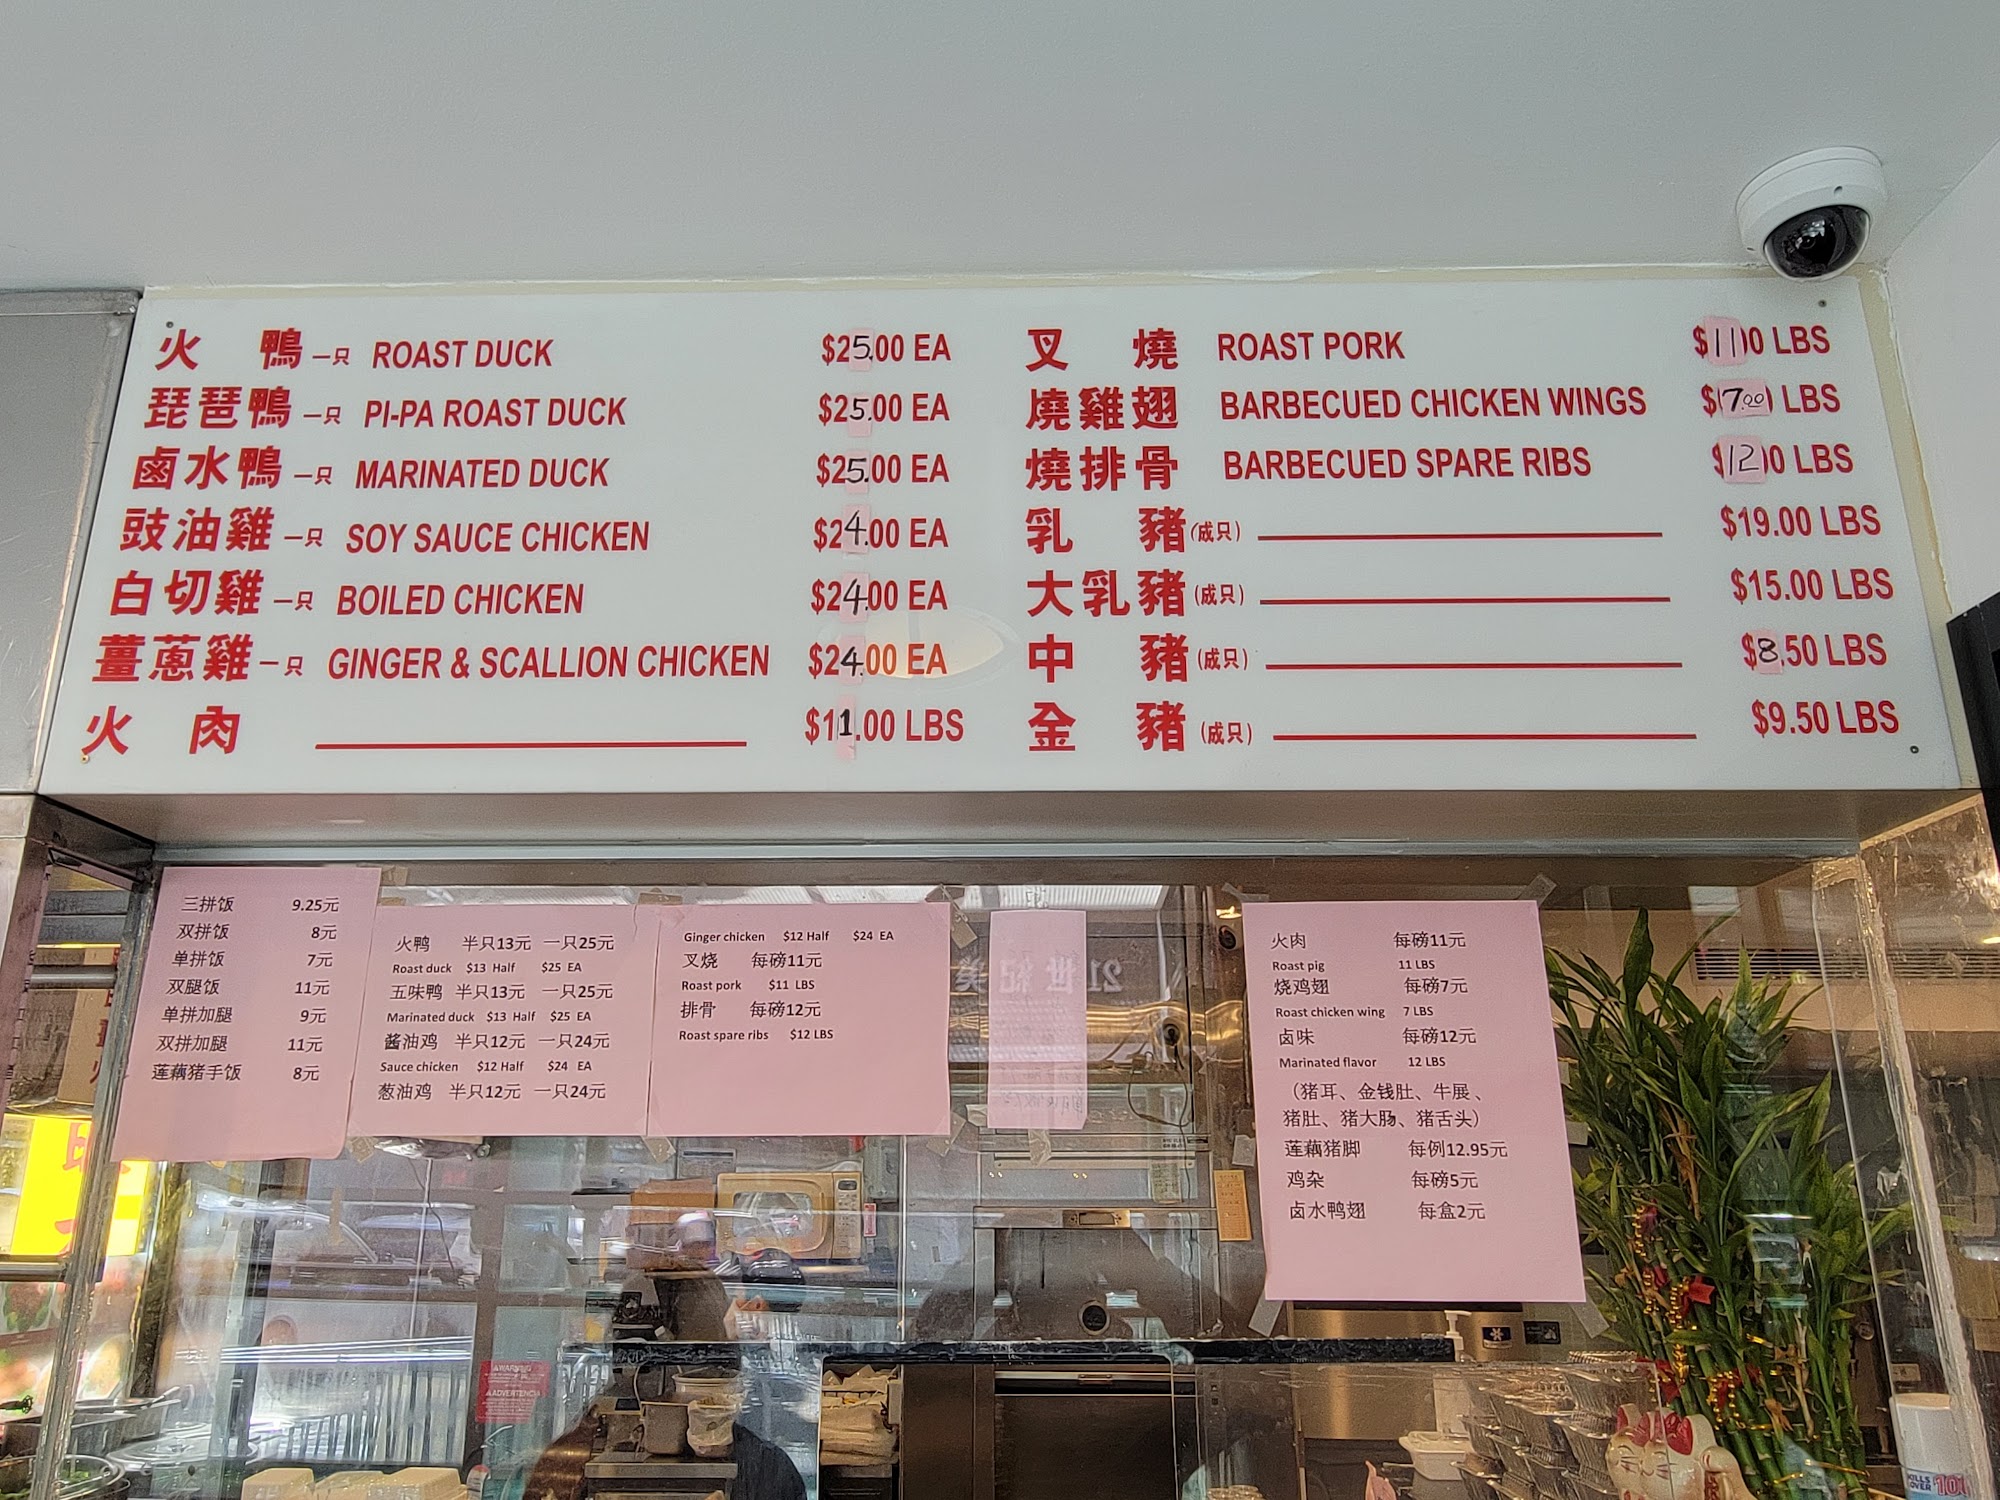 火 鴨 一只 ROAST DUCK $25.00 EA
琵琶鴨 一只 PI-PA ROAST DUCK $25.00 EA
鹵水鴨 一只 MARINATED DUCK $25.00 EA
豉油雞 一只 SOY SAUCE CHICKEN $24.00 EA
白切雞 一只 BOILED CHICKEN $24.00 EA
薑蔥雞 一只 GINGER & SCALLION CHICKEN $24.00 EA
火 肉 $11.00 LBS
叉 燒 ROAST PORK $11 0 LBS
燒雞翅 BARBECUED CHICKEN WINGS $7.00 LBS
燒排骨 BARBECUED SPARE RIBS $12 0 LBS
乳 豬(成只) $19.00 LBS
大乳豬(成只) $15.00 LBS
中 豬(成只) $8.50 LBS
金 豬(成只) $9.50 LBS
三拼饭 9.25元
双拼饭 8元
单拼饭 7元
双腿饭 11元
单拼加腿 9元
双拼加腿 11元
莲藕猪手饭 8元
火鸭 半只13元 一只25元
Roast duck $13 Half $25 EA
五味鸭 半只13元 一只25元
Marinated duck $13 Half $25 EA
酱油鸡 半只12元 一只24元
Sauce chicken $12 Half $24 EA
葱油鸡 半只12元 一只24元
Ginger chicken $12 Half $24 EA
叉烧 每磅11元
Roast pork $11 LBS
排骨 每磅12元
Roast spare ribs $12 LBS
火肉 每磅11元
Roast pig 11 LBS
烧鸡翅 每磅7元
Roast chicken wing 7 LBS
卤味 每磅12元
Marinated flavor 12 LBS
（猪耳、金钱肚、牛展、
猪肚、猪大肠、猪舌头）
莲藕猪脚 每例12.95元
鸡杂 每磅5元
卤水鸭翅 每盒2元
21世紀
WARNING
ADVERTENCIA